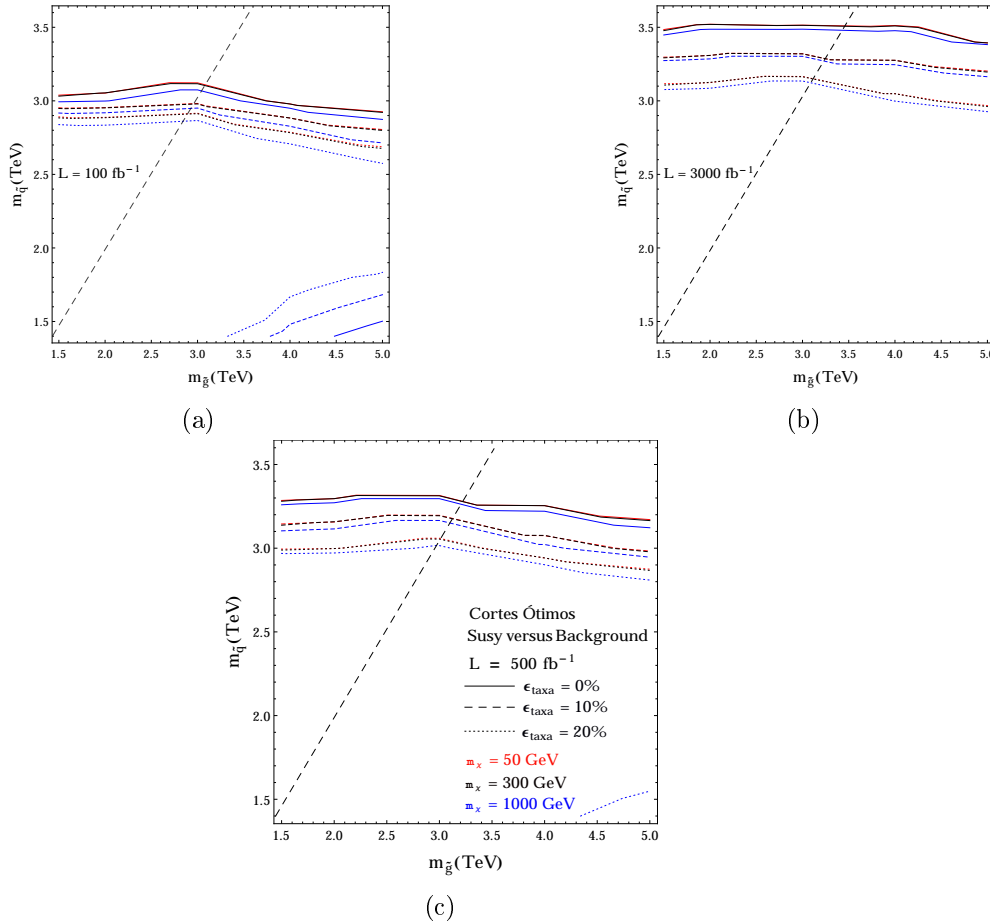 3.5
3.0
2.5
2.0
1.5
m_q̃(TeV)
L = 100 fb⁻¹
1.5 2.0 2.5 3.0 3.5 4.0 4.5 5.0
m_g̃(TeV)
(a)
3.5
3.0
2.5
2.0
1.5
m_q̃(TeV)
L = 3000 fb⁻¹
1.5 2.0 2.5 3.0 3.5 4.0 4.5 5.0
m_g̃(TeV)
(b)
3.5
3.0
2.5
2.0
1.5
m_q̃(TeV)
Cortes Ótimos
Susy versus Background
L = 500 fb⁻¹
ϵ_taxa = 0%
ϵ_taxa = 10%
ϵ_taxa = 20%
m_χ = 50 GeV
m_χ = 300 GeV
m_χ = 1000 GeV
1.5 2.0 2.5 3.0 3.5 4.0 4.5 5.0
m_g̃(TeV)
(c)